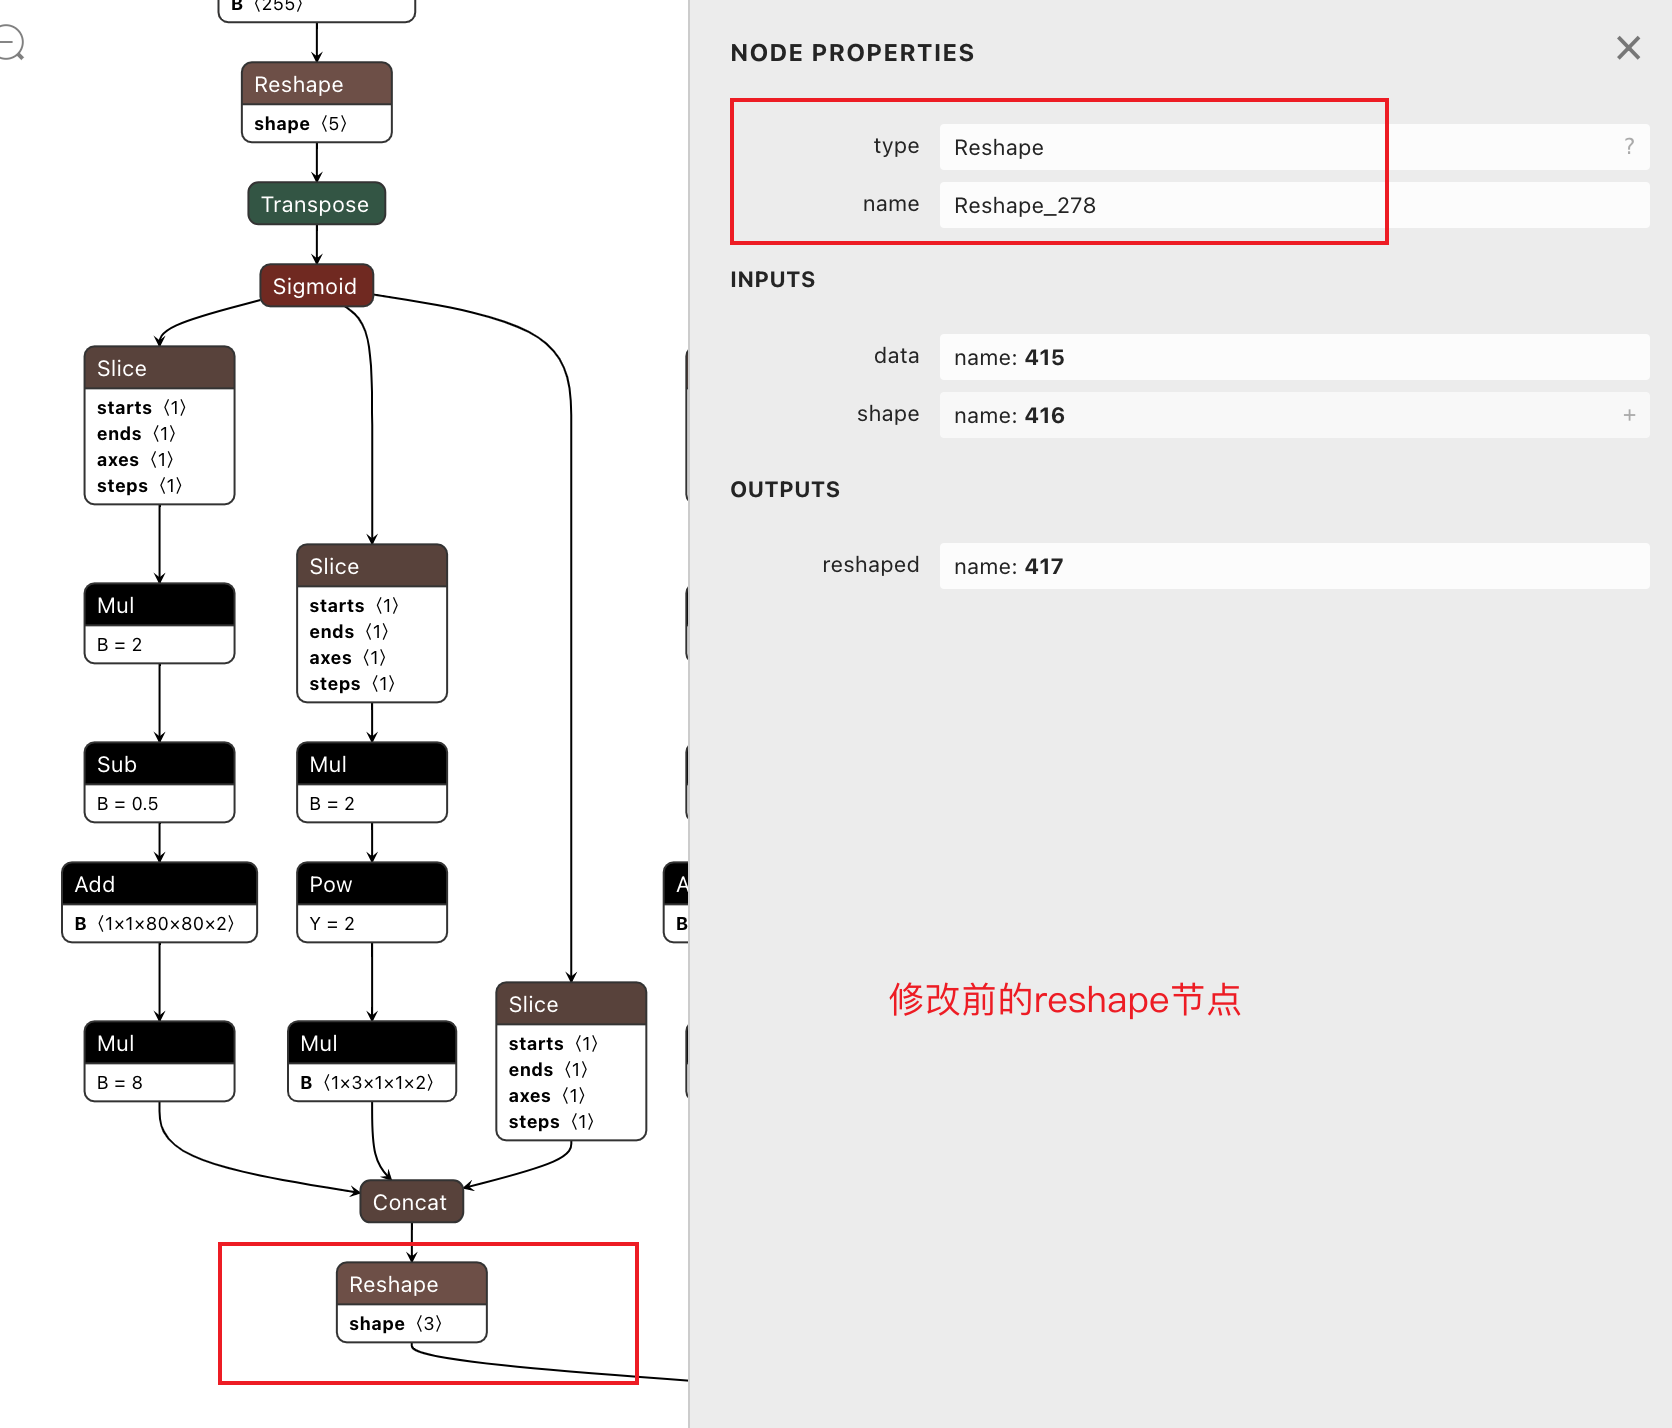 B ⟨255⟩
Reshape
shape ⟨5⟩
Transpose
Sigmoid
Slice
starts ⟨1⟩
ends ⟨1⟩
axes ⟨1⟩
steps ⟨1⟩
Mul
B = 2
Sub
B = 0.5
Add
B ⟨1×1×80×80×2⟩
Mul
B = 8
Slice
starts ⟨1⟩
ends ⟨1⟩
axes ⟨1⟩
steps ⟨1⟩
Mul
B = 2
Pow
Y = 2
Mul
B ⟨1×3×1×1×2⟩
Slice
starts ⟨1⟩
ends ⟨1⟩
axes ⟨1⟩
steps ⟨1⟩
A
B
Concat
Reshape
shape ⟨3⟩
NODE PROPERTIES
type Reshape ?
name Reshape_278
INPUTS
data name: 415
shape name: 416 +
OUTPUTS
reshaped name: 417
修改前的reshape节点